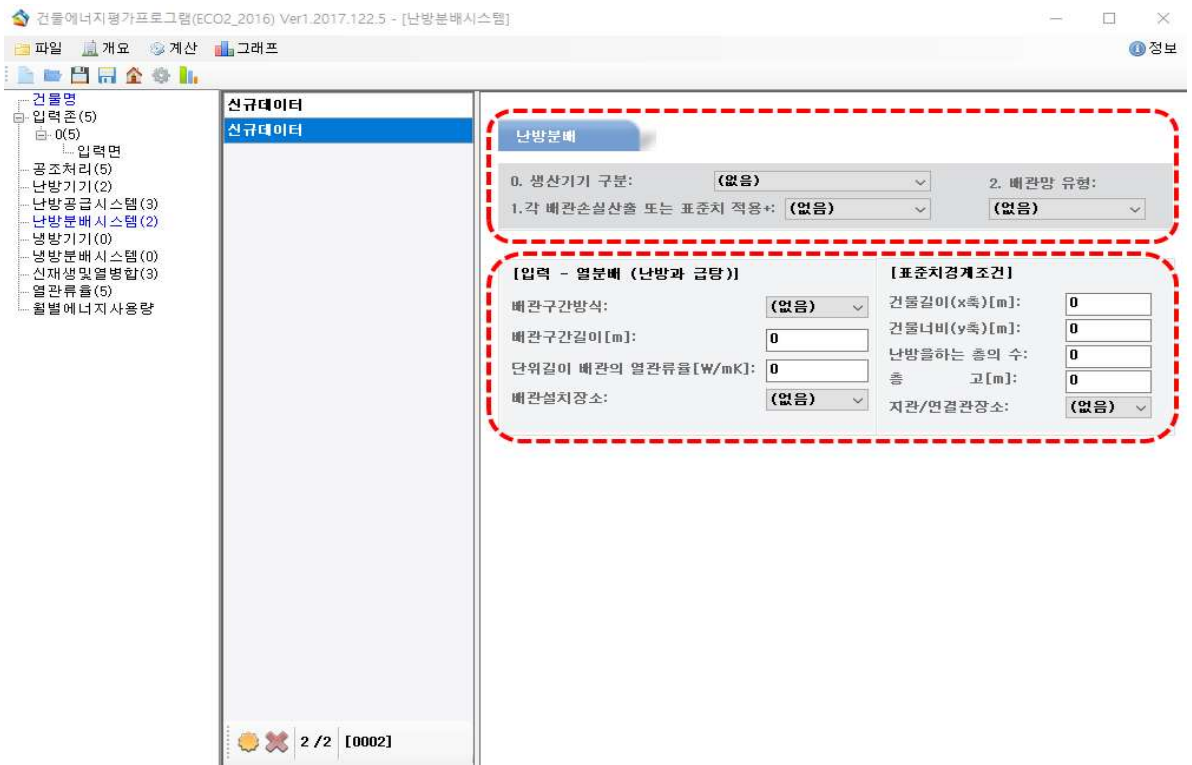 건물에너지평가프로그램(ECO2_2016) Ver1.2017.122.5 - [난방분배시스템]
파일 개요 계산 그래프 정보
건물명
입력존(5)
0(5)
입력면
공조처리(5)
난방기기(2)
난방공급시스템(3)
난방분배시스템(2)
냉방기기(0)
냉방분배시스템(0)
신재생및열병합(3)
열관류율(5)
월별에너지사용량
신규데이터
신규데이터
2 /2 [0002]
난방분배
0. 생산기기 구분: (없음) 2. 배관망 유형:
1.각 배관손실산출 또는 표준치 적용+: (없음) (없음)
[입력 - 열분배 (난방과 급탕)]
배관구간방식: (없음)
배관구간길이[m]: 0
단위길이 배관의 열관류율[W/mK]: 0
배관설치장소: (없음)
[표준치경계조건]
건물길이(x축)[m]: 0
건물너비(y축)[m]: 0
난방을하는 층의 수: 0
층 고[m]: 0
지관/연결관장소: (없음)